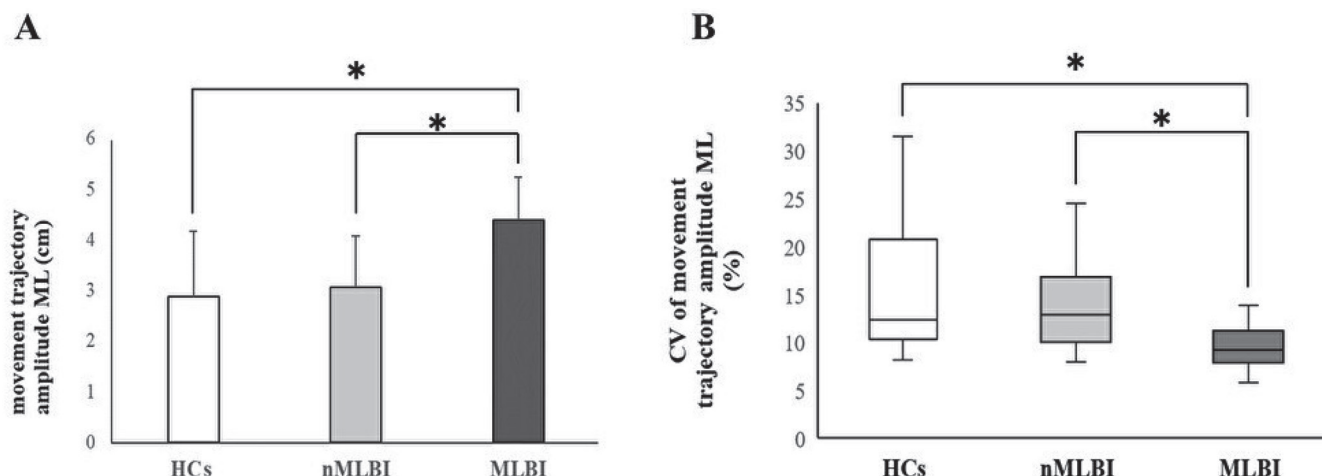 A
*
*
movement trajectory
amplitude ML (cm)
6
5
4
3
2
1
0
HCs nMLBI MLBI
B
*
*
CV of movement
trajectory amplitude ML
(%)
35
30
25
20
15
10
5
0
HCs nMLBI MLBI